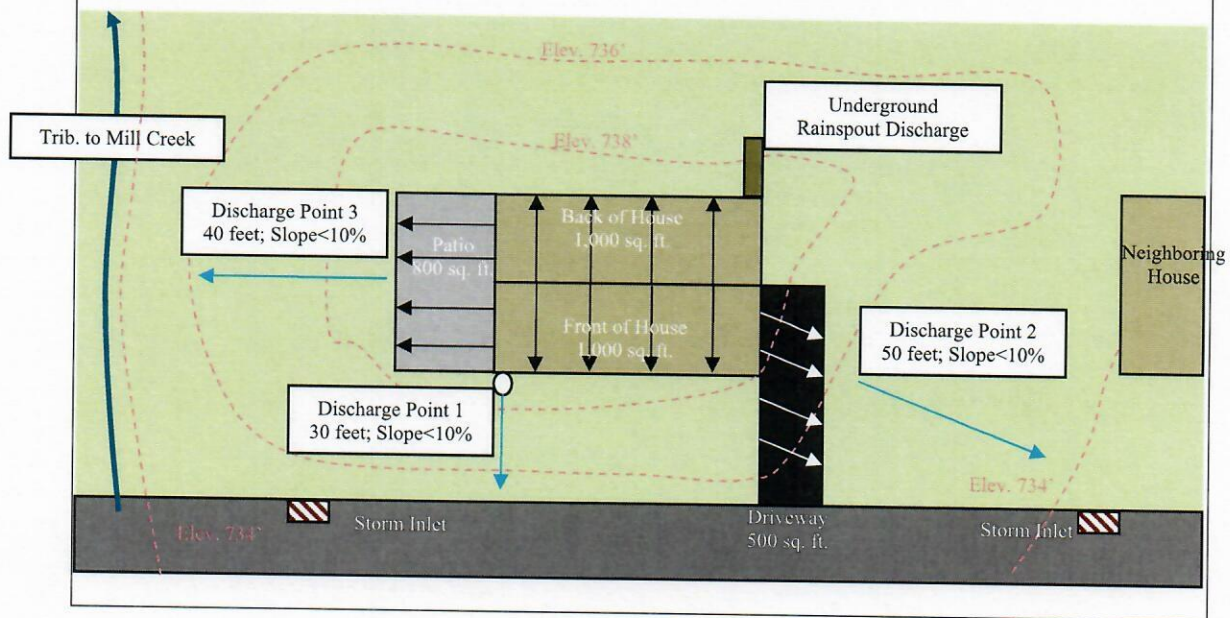 Elev. 736'
Underground
Rainspout Discharge
Trib. to Mill Creek
Elev. 738'
Discharge Point 3
40 feet; Slope<10%
Back of House
1,000 sq. ft.
Patio
800 sq. ft.
Neighboring
House
Front of House
1,000 sq. ft.
Discharge Point 2
50 feet; Slope<10%
Discharge Point 1
30 feet; Slope<10%
Elev. 734'
Storm Inlet
Elev. 734'
Driveway
500 sq. ft.
Storm Inlet